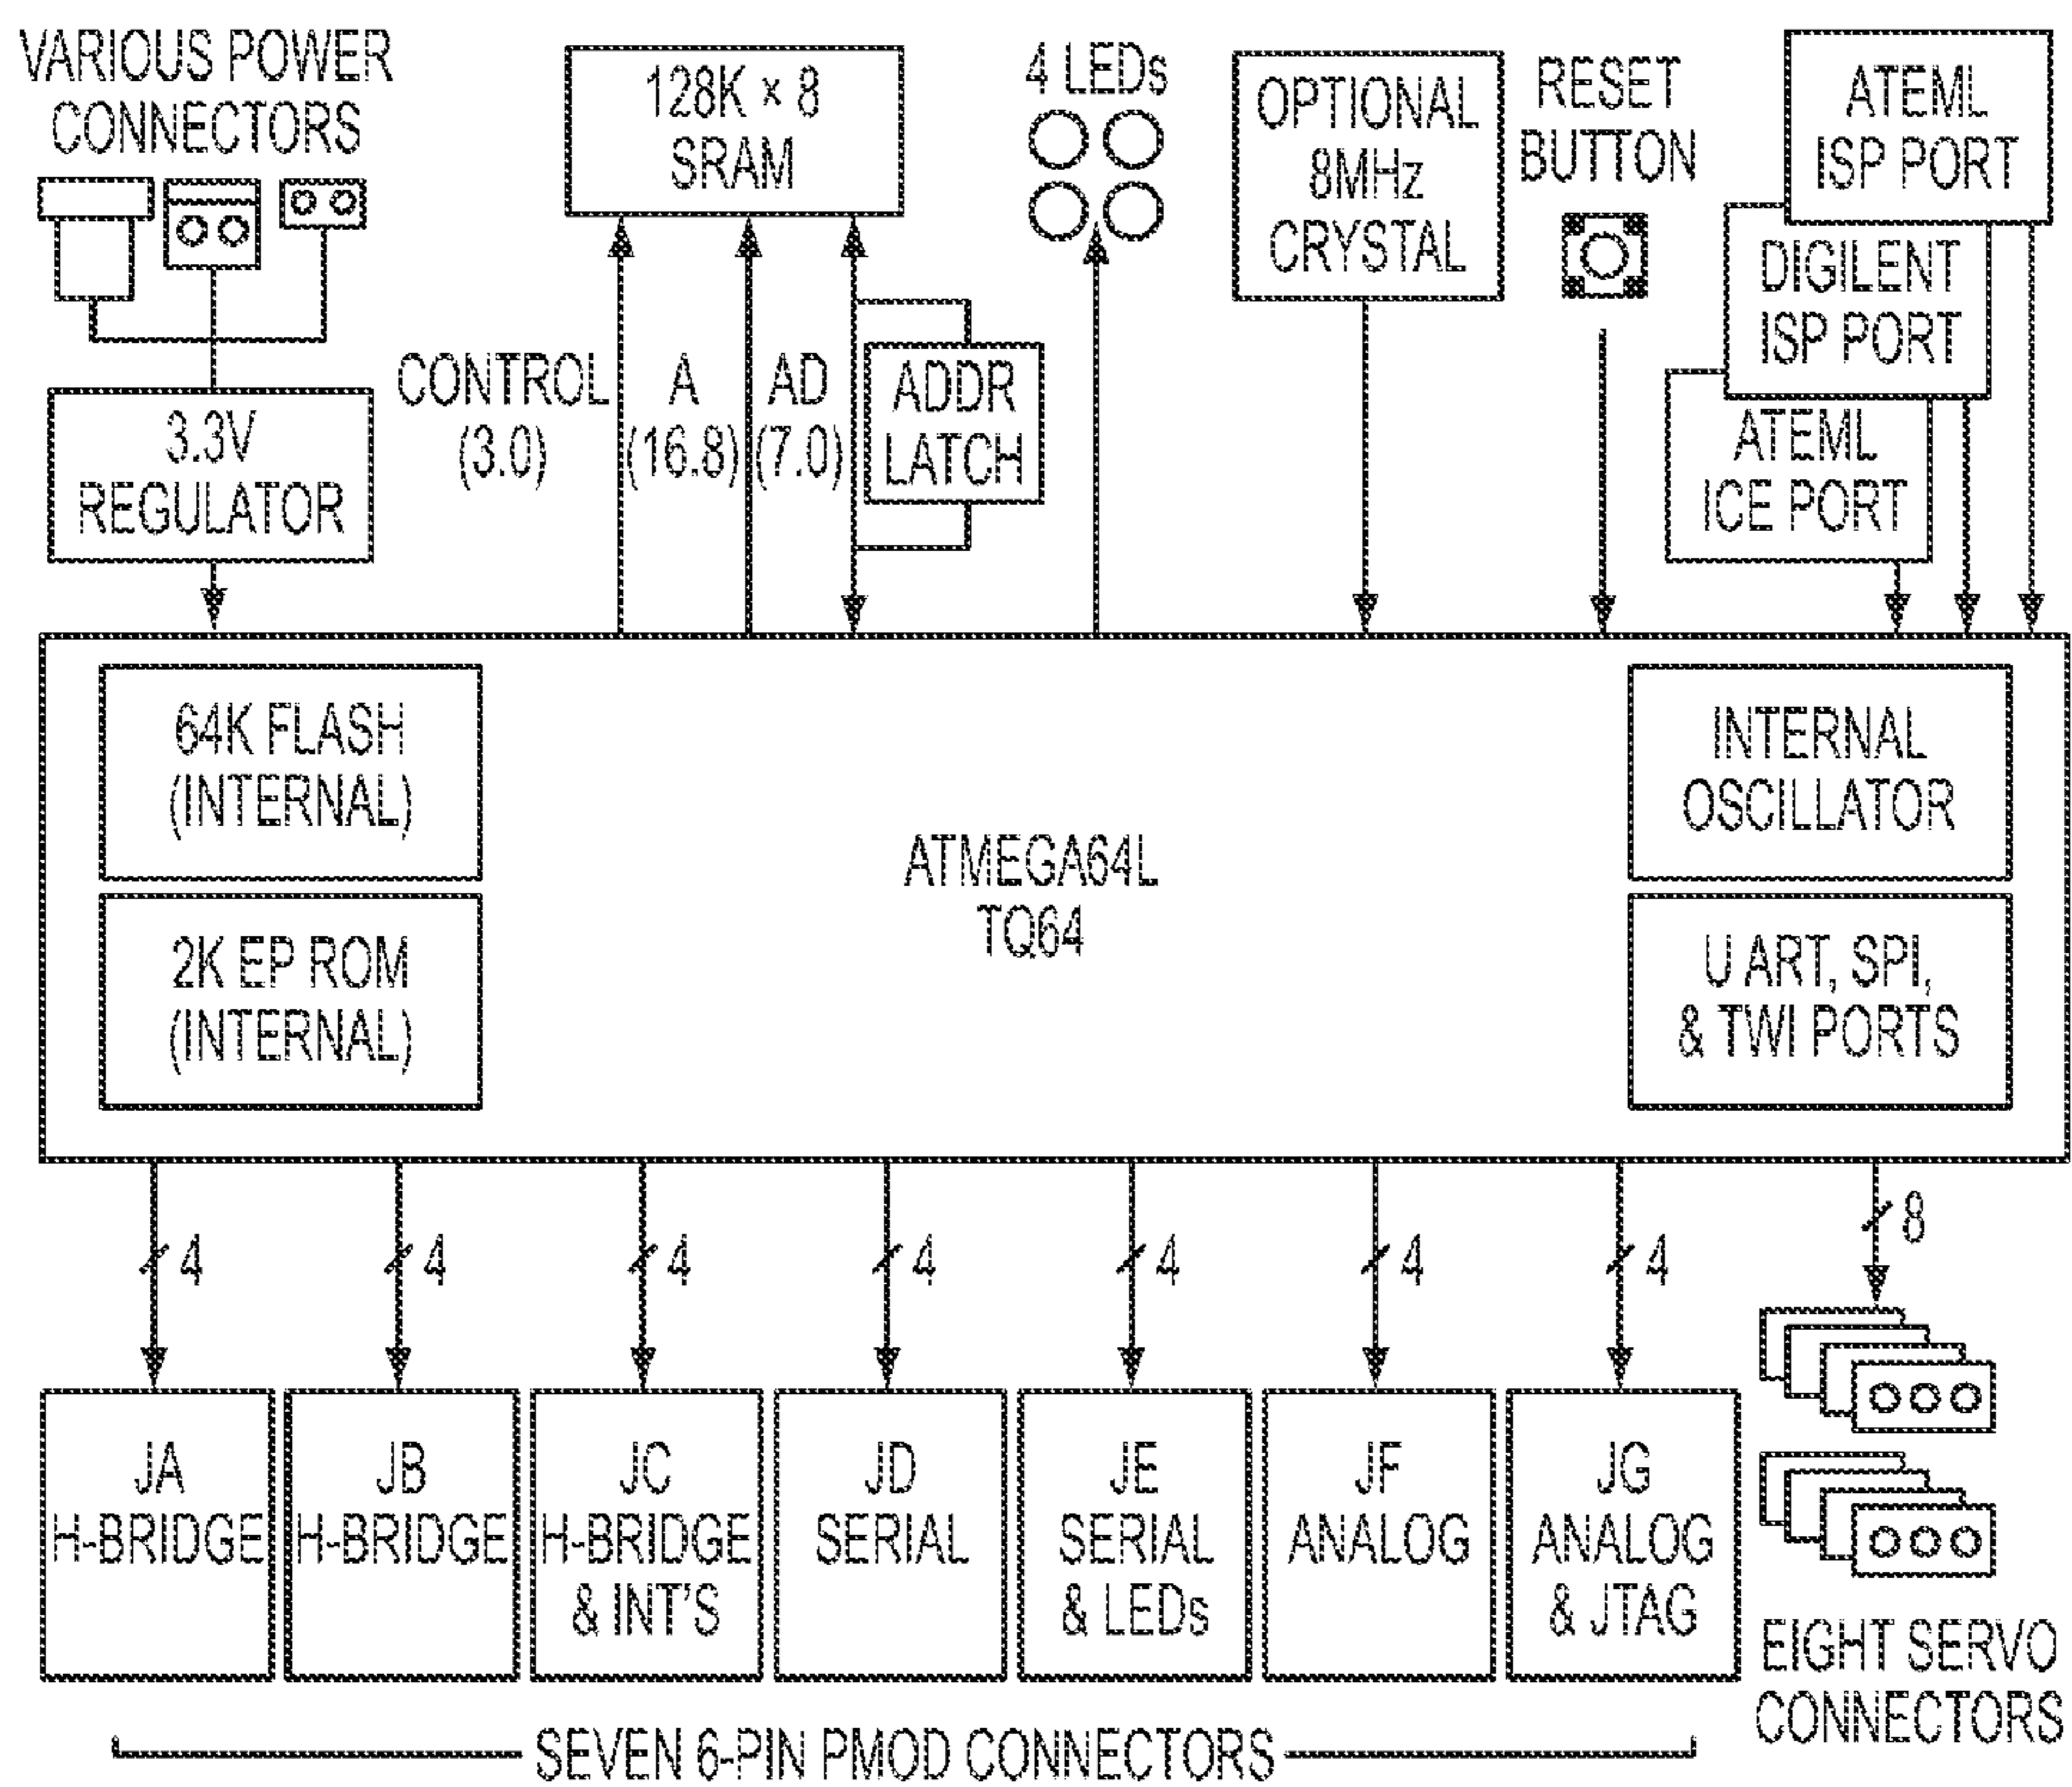 VARIOUS POWER
CONNECTORS
128K × 8
SRAM
4 LEDs
OPTIONAL
8MHz
CRYSTAL
RESET
BUTTON
ATEML
ISP PORT
DIGILENT
ISP PORT
ATEML
ICE PORT
3.3V
REGULATOR
CONTROL
(3.0)
A
(16.8)
AD
(7.0)
ADDR
LATCH
64K FLASH
(INTERNAL)
2K EP ROM
(INTERNAL)
ATMEGA64L
TQ64
INTERNAL
OSCILLATOR
U ART, SPI,
& TWI PORTS
4
4
4
4
4
4
4
8
JA
H-BRIDGE
JB
H-BRIDGE
JC
H-BRIDGE
& INT'S
JD
SERIAL
JE
SERIAL
& LEDs
JF
ANALOG
JG
ANALOG
& JTAG
EIGHT SERVO
CONNECTORS
SEVEN 6-PIN PMOD CONNECTORS